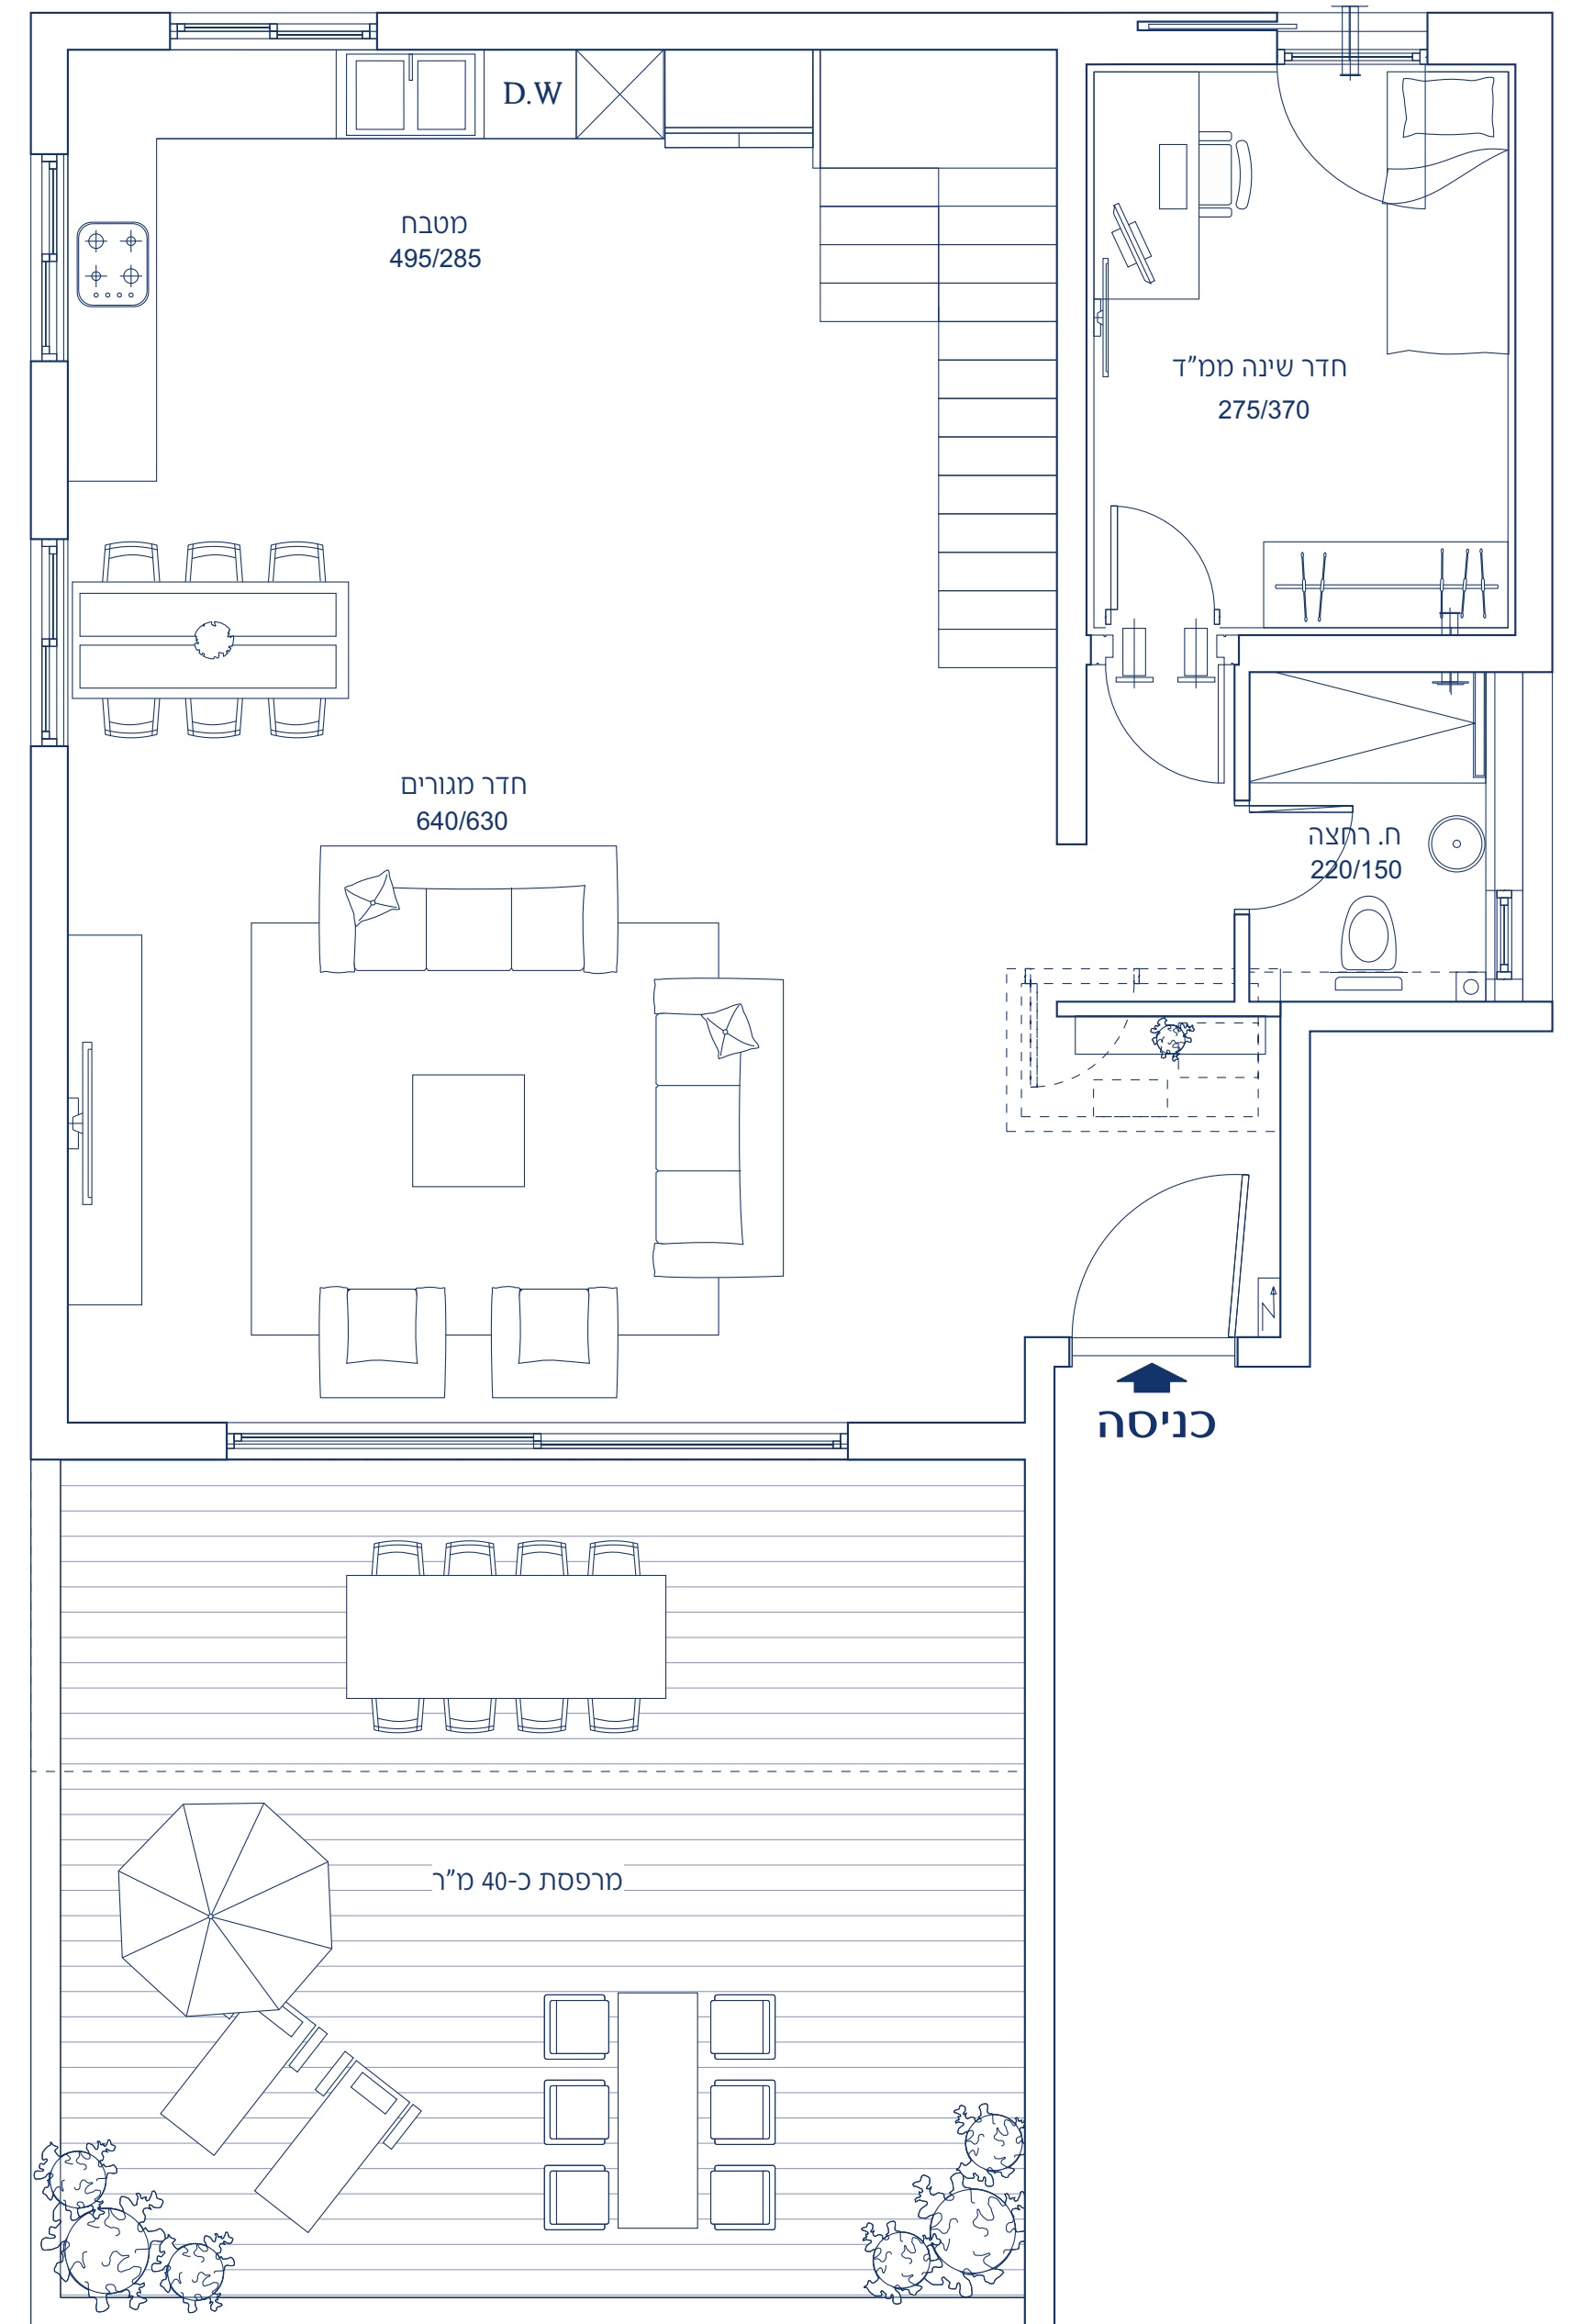 D.W
מטבח
495/285
חדר שינה ממ"ד
275/370
חדר מגורים
640/630
ח. רחצה
220/150
כניסה
מרפסת כ-40 מ"ר